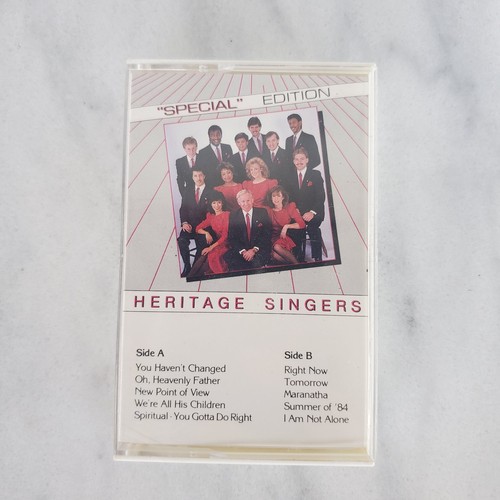 "SPECIAL" EDITION
HERITAGE SINGERS
Side A
You Haven't Changed
Oh, Heavenly Father
New Point of View
We're All His Children
Spiritual - You Gotta Do Right
Side B
Right Now
Tomorrow
Maranatha
Summer of '84
I Am Not Alone